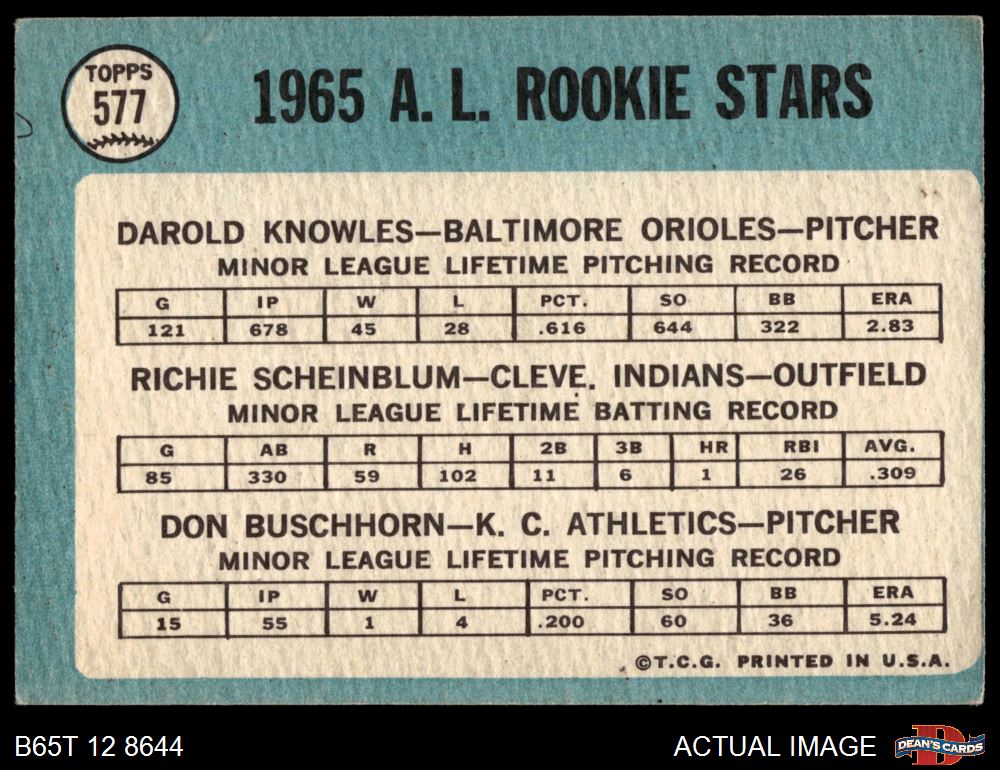 TOPPS
577
1965 A. L. ROOKIE STARS
DAROLD KNOWLES—BALTIMORE ORIOLES—PITCHER
MINOR LEAGUE LIFETIME PITCHING RECORD
G IP W L PCT. SO BB ERA
121 678 45 28 .616 644 322 2.83
RICHIE SCHEINBLUM—CLEVE. INDIANS—OUTFIELD
MINOR LEAGUE LIFETIME BATTING RECORD
G AB R H 2B 3B HR RBI AVG.
85 330 59 102 11 6 1 26 .309
DON BUSCHHORN—K. C. ATHLETICS—PITCHER
MINOR LEAGUE LIFETIME PITCHING RECORD
G IP W L PCT. SO BB ERA
15 55 1 4 .200 60 36 5.24
©T.C.G. PRINTED IN U.S.A.
B65T 12 8644 ACTUAL IMAGE D DEAN'S CARDS